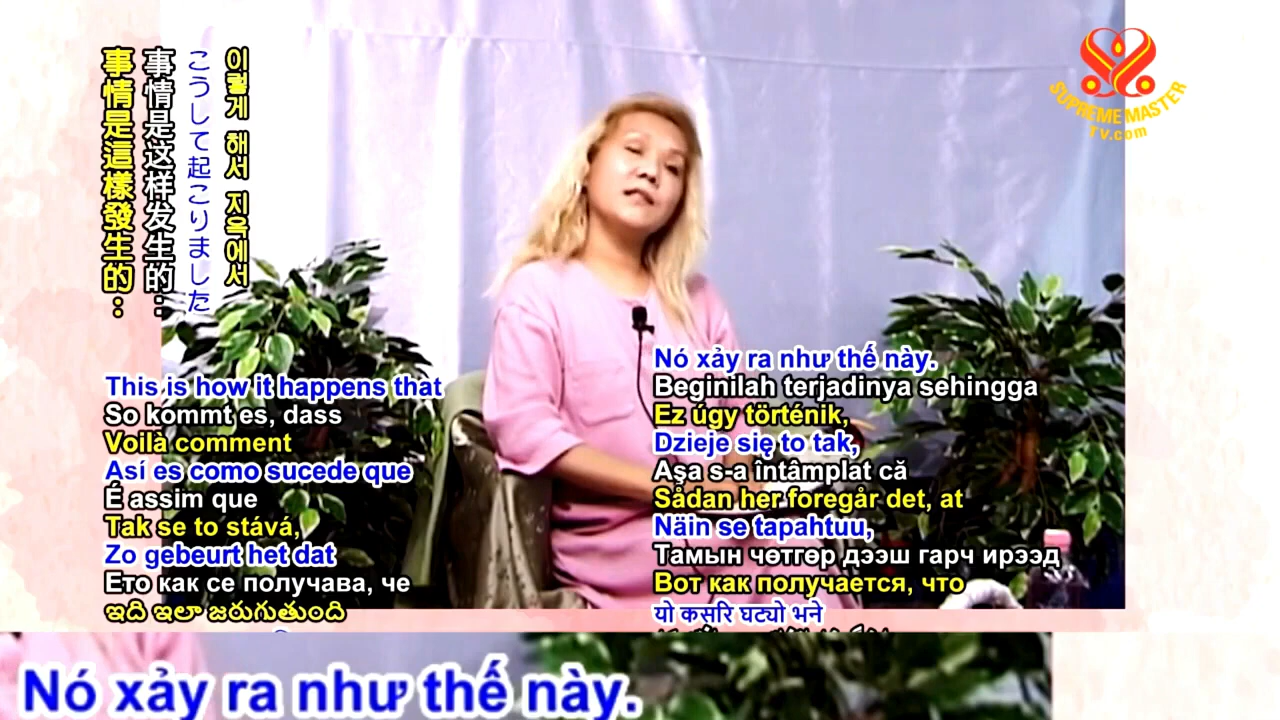 事情是這樣發生的：
事情是这样发生的：
こうして起こりました
이렇게 해서 지옥에서
SUPREME MASTER
TV.com
This is how it happens that
So kommt es, dass
Voilà comment
Así es como sucede que
É assim que
Tak se to stává,
Zo gebeurt het dat
Ето как се получава, че
ఇది ఇలా జరుగుతుంది
Nó xảy ra như thế này.
Beginilah terjadinya sehingga
Ez úgy történik,
Dzieje się to tak,
Aşa s-a întâmplat că
Sådan her foregår det, at
Näin se tapahtuu,
Тамын чөтгөр дээш гарч ирээд
Вот как получается, что
यो कसरि घट्यो भने
Nó xảy ra như thế này.